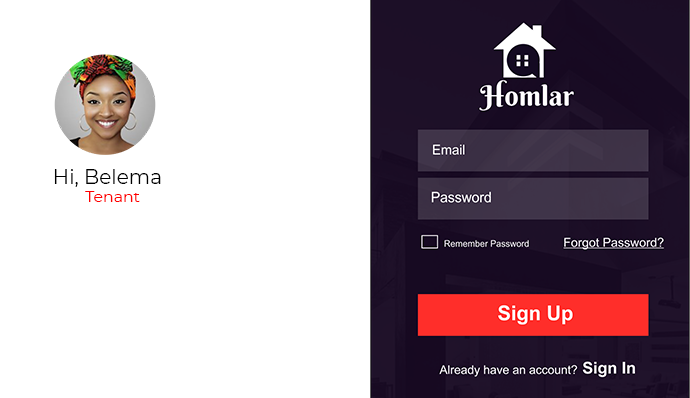 Hi, Belema
Tenant
Homlar
Email
Password
Remember Password
Forgot Password?
Sign Up
Already have an account? Sign In